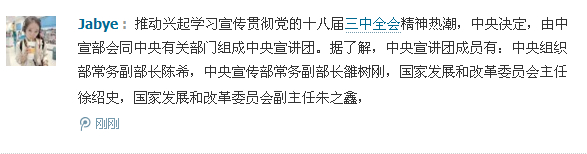 Jabye：推动兴起学习宣传贯彻党的十八届三中全会精神热潮，中央决定，由中
宣部会同中央有关部门组成中央宣讲团。据了解，中央宣讲团成员有：中央组织
部常务副部长陈希，中央宣传部常务副部长雒树刚，国家发展和改革委员会主任
徐绍史，国家发展和改革委员会副主任朱之鑫，
刚刚